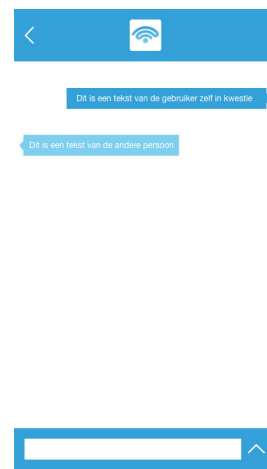 Dit is een tekst van de gebruiker zelf in kwestie
Dit is een tekst van de andere persoon